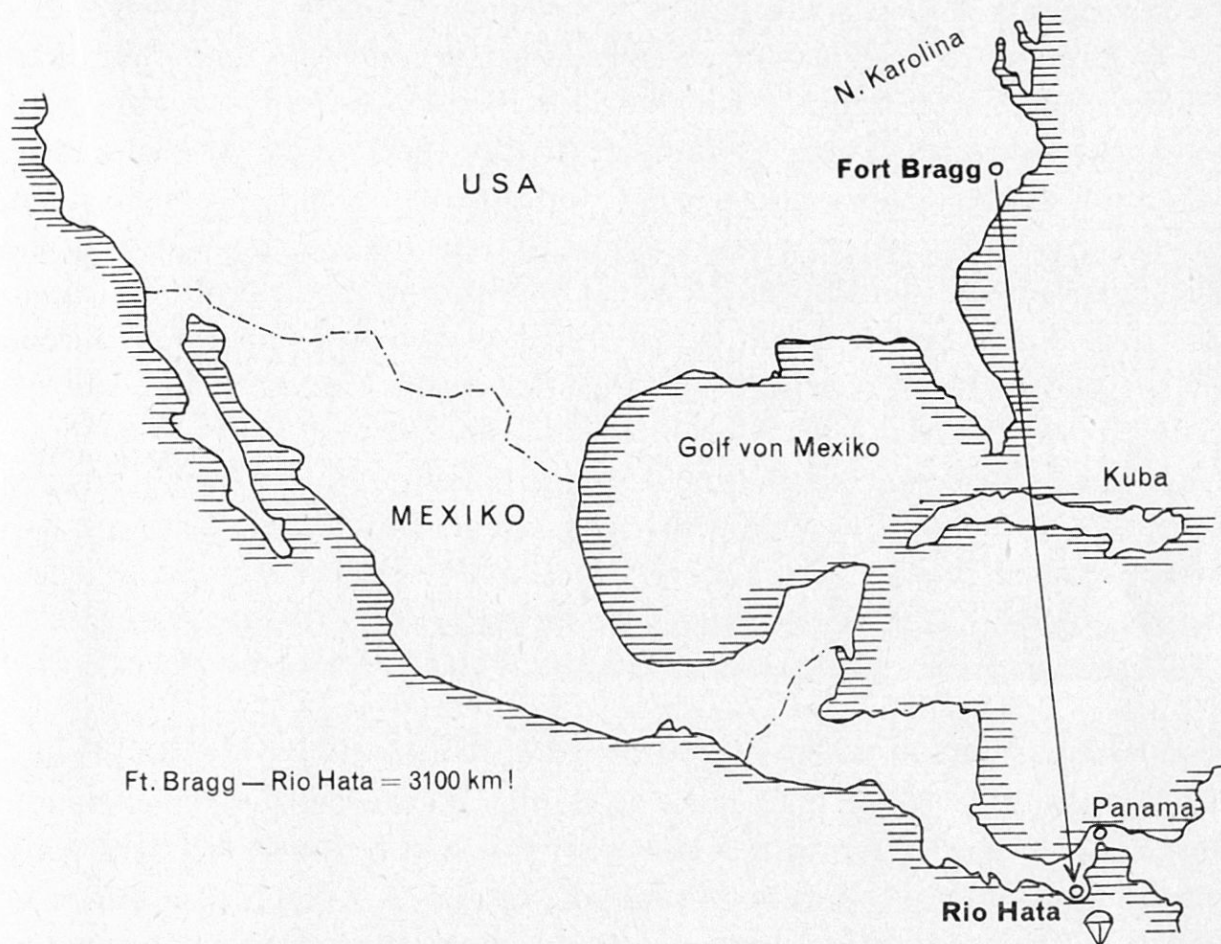 N. Karolina
Fort Bragg
USA
Golf von Mexiko
Kuba
MEXIKO
Ft. Bragg — Rio Hata = 3100 km!
Panama-
Rio Hata